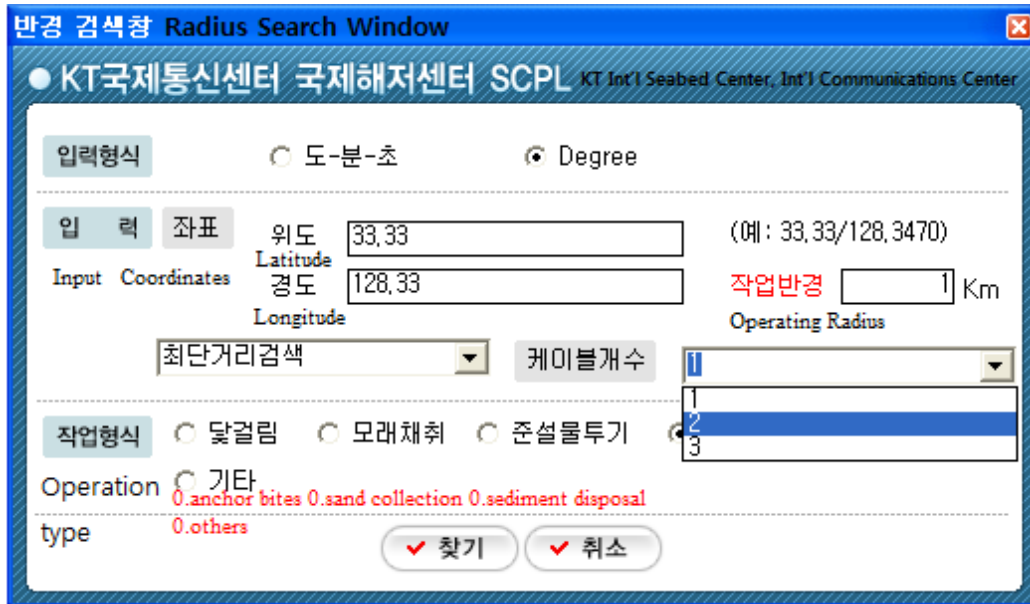 반경 검색창 Radius Search Window
KT국제통신센터 국제해저센터 SCPL KT Int'l Seabed Center, Int'l Communications Center
입력형식 도-분-초 Degree
입 력 좌표 위도 33,33 (예: 33,33/128,3470)
Latitude
Input Coordinates 경도 128,33 작업반경 1 Km
Longitude Operating Radius
최단거리검색 케이블개수 1
1
2
3
작업형식 닻걸림 모래채취 준설물투기
Operation 기타
0.anchor bites 0.sand collection 0.sediment disposal
type 0.others
찾기 취소